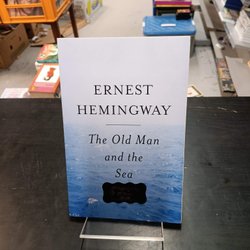 ERNEST
HEMINGWAY
The Old Man
and the
Sea